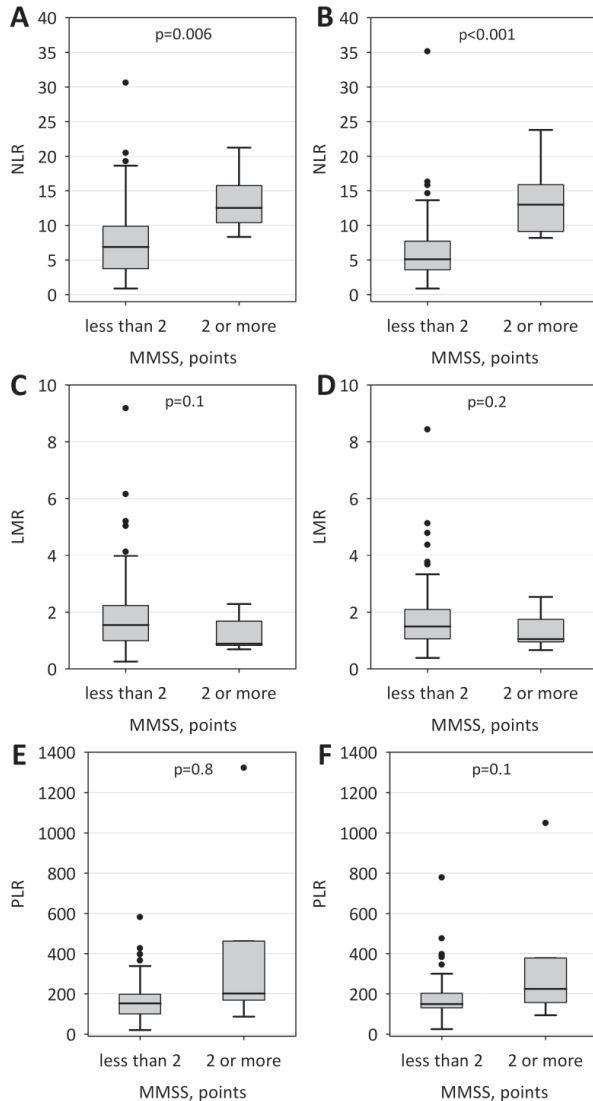 A
B
p=0.006
p<0.001
40
35
30
25
20
15
10
5
0
NLR
less than 2
2 or more
MMSS, points
40
35
30
25
20
15
10
5
0
NLR
less than 2
2 or more
MMSS, points
C
D
p=0.1
p=0.2
10
8
6
4
2
0
LMR
less than 2
2 or more
MMSS, points
10
8
6
4
2
0
LMR
less than 2
2 or more
MMSS, points
E
F
p=0.8
p=0.1
1400
1200
1000
800
600
400
200
0
PLR
less than 2
2 or more
MMSS, points
1400
1200
1000
800
600
400
200
0
PLR
less than 2
2 or more
MMSS, points